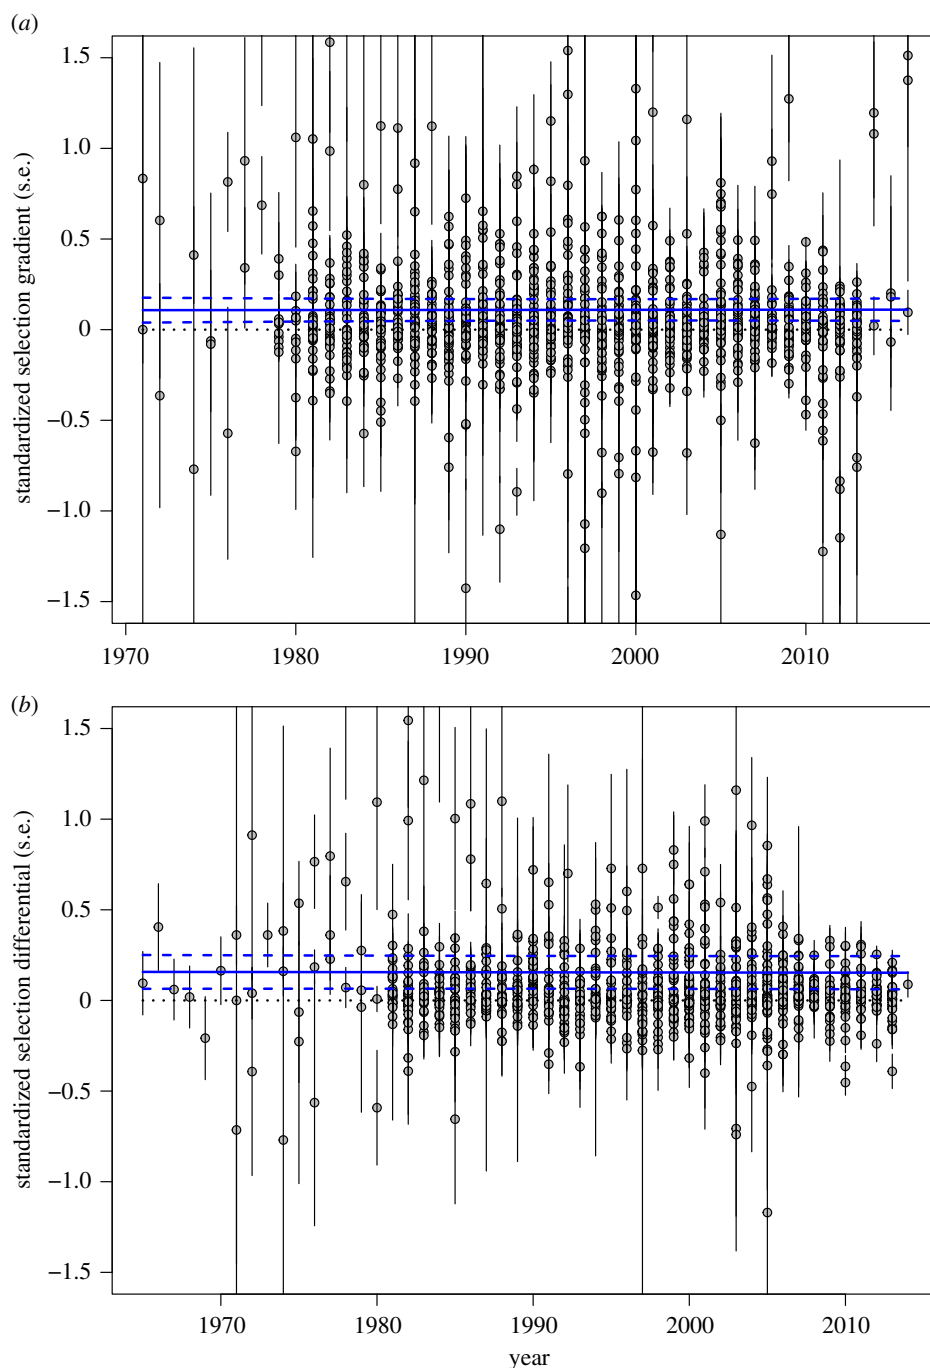 (a)
1.5
1.0
0.5
0
−0.5
−1.0
−1.5
standardized selection gradient (s.e.)
1970 1980 1990 2000 2010
(b)
1.5
1.0
0.5
0
−0.5
−1.0
−1.5
standardized selection differential (s.e.)
1970 1980 1990 2000 2010
year